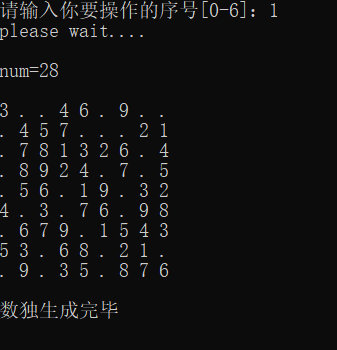 请输入你要操作的序号[0-6]: 1
please wait....
num=28
3 . . 4 6 . 9 . .
. 4 5 7 . . . 2 1
. 7 8 1 3 2 6 . 4
. 8 9 2 4 . 7 . 5
. 5 6 . 1 9 . 3 2
4 . 3 . 7 6 . 9 8
. 6 7 9 . 1 5 4 3
5 3 . 6 8 . 2 1 .
. 9 . 3 5 . 8 7 6
数独生成完毕